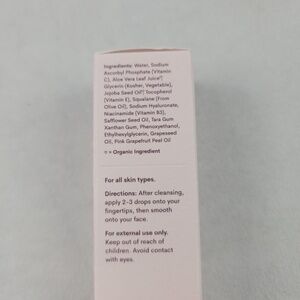 Ingredients: Water, Sodium
Ascorbyl Phosphate (Vitamin
C), Aloe Vera Leaf Juice°,
Glycerin (Kosher, Vegetable),
Jojoba Seed Oil°, Tocopherol
(Vitamin E), Squalane (From
Olive Oil), Sodium Hyaluronate,
Niacinamide (Vitamin B3),
Safflower Seed Oil, Tara Gum
Xanthan Gum, Phenoxyethanol,
Ethylhexylglycerin, Grapeseed
Oil, Pink Grapefruit Peel Oil
° = Organic Ingredient
For all skin types.
Directions: After cleansing,
apply 2-3 drops onto your
fingertips, then smooth
onto your face.
For external use only.
Keep out of reach of
children. Avoid contact
with eyes.